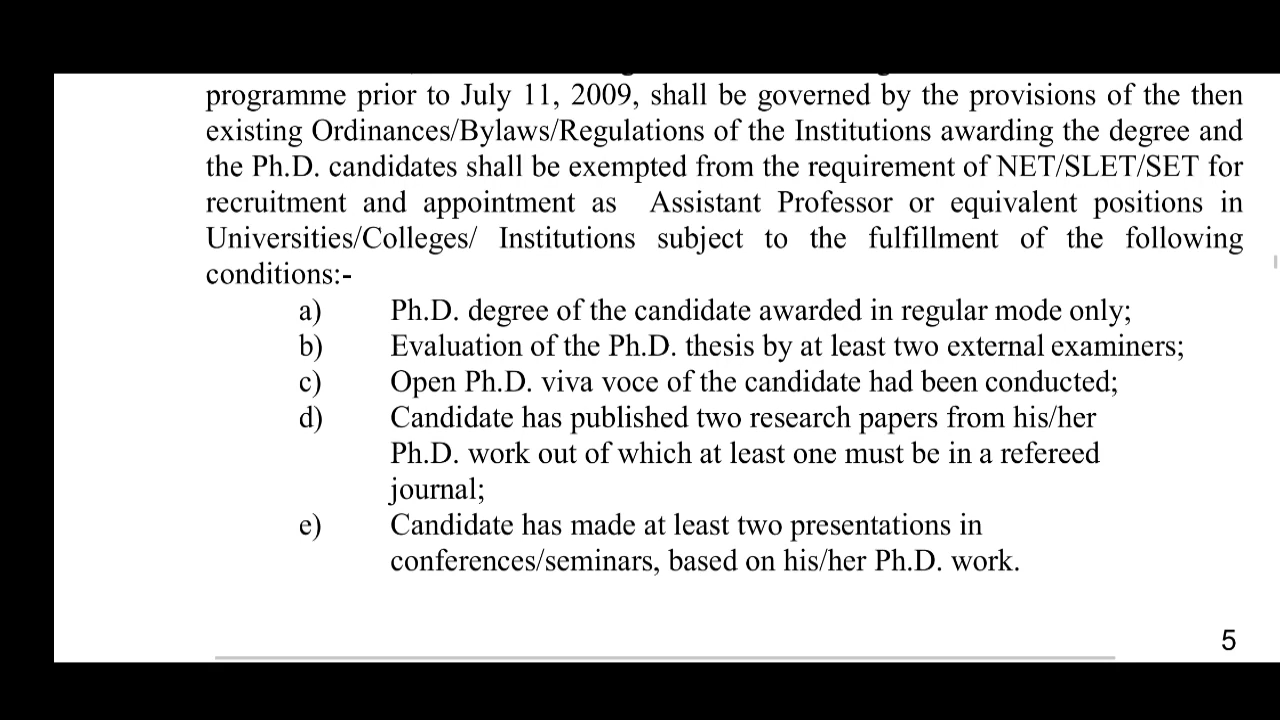 programme prior to July 11, 2009, shall be governed by the provisions of the then
existing Ordinances/Bylaws/Regulations of the Institutions awarding the degree and
the Ph.D. candidates shall be exempted from the requirement of NET/SLET/SET for
recruitment and appointment as Assistant Professor or equivalent positions in
Universities/Colleges/ Institutions subject to the fulfillment of the following
conditions:-
a) Ph.D. degree of the candidate awarded in regular mode only;
b) Evaluation of the Ph.D. thesis by at least two external examiners;
c) Open Ph.D. viva voce of the candidate had been conducted;
d) Candidate has published two research papers from his/her
Ph.D. work out of which at least one must be in a refereed
journal;
e) Candidate has made at least two presentations in
conferences/seminars, based on his/her Ph.D. work.
5